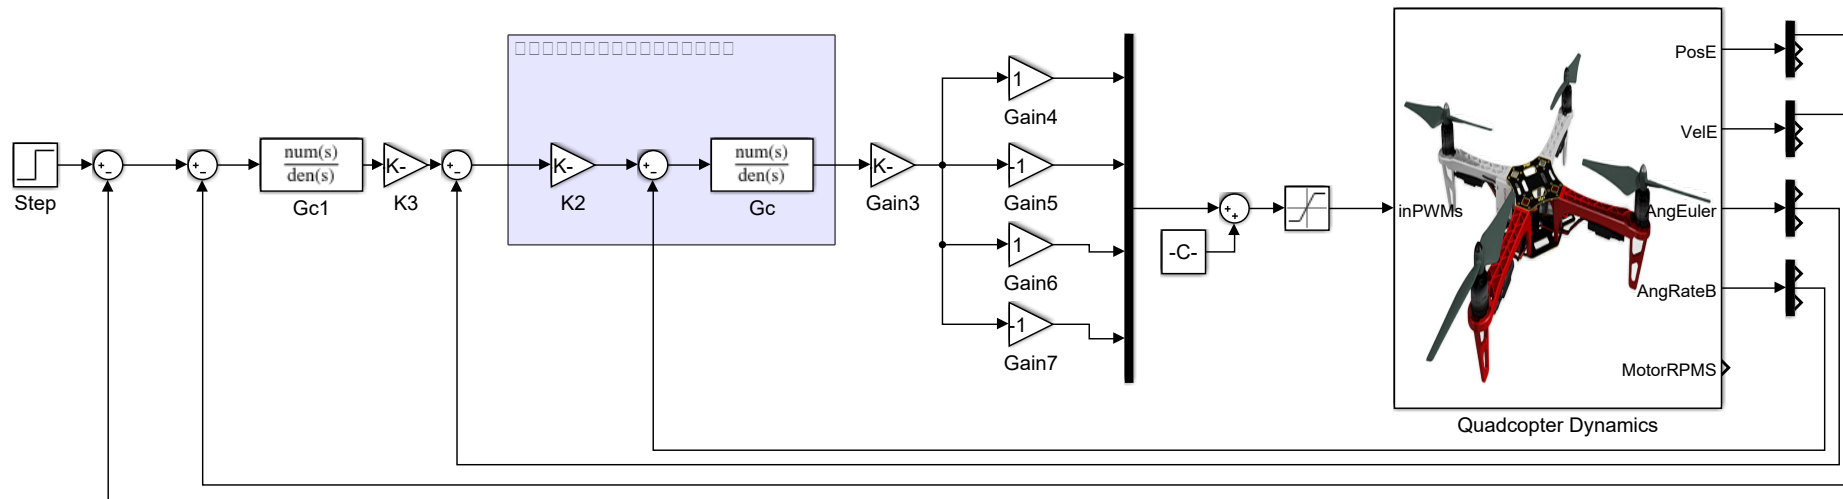 PosE
1
Gain4
VelE
Step
num(s)
den(s)
Gc1
K-
K3
K-
K2
num(s)
den(s)
Gc
K-
Gain3
-1
Gain5
inPWMs
AngEuler
1
Gain6
-C-
AngRateB
-1
Gain7
MotorRPMS
Quadcopter Dynamics